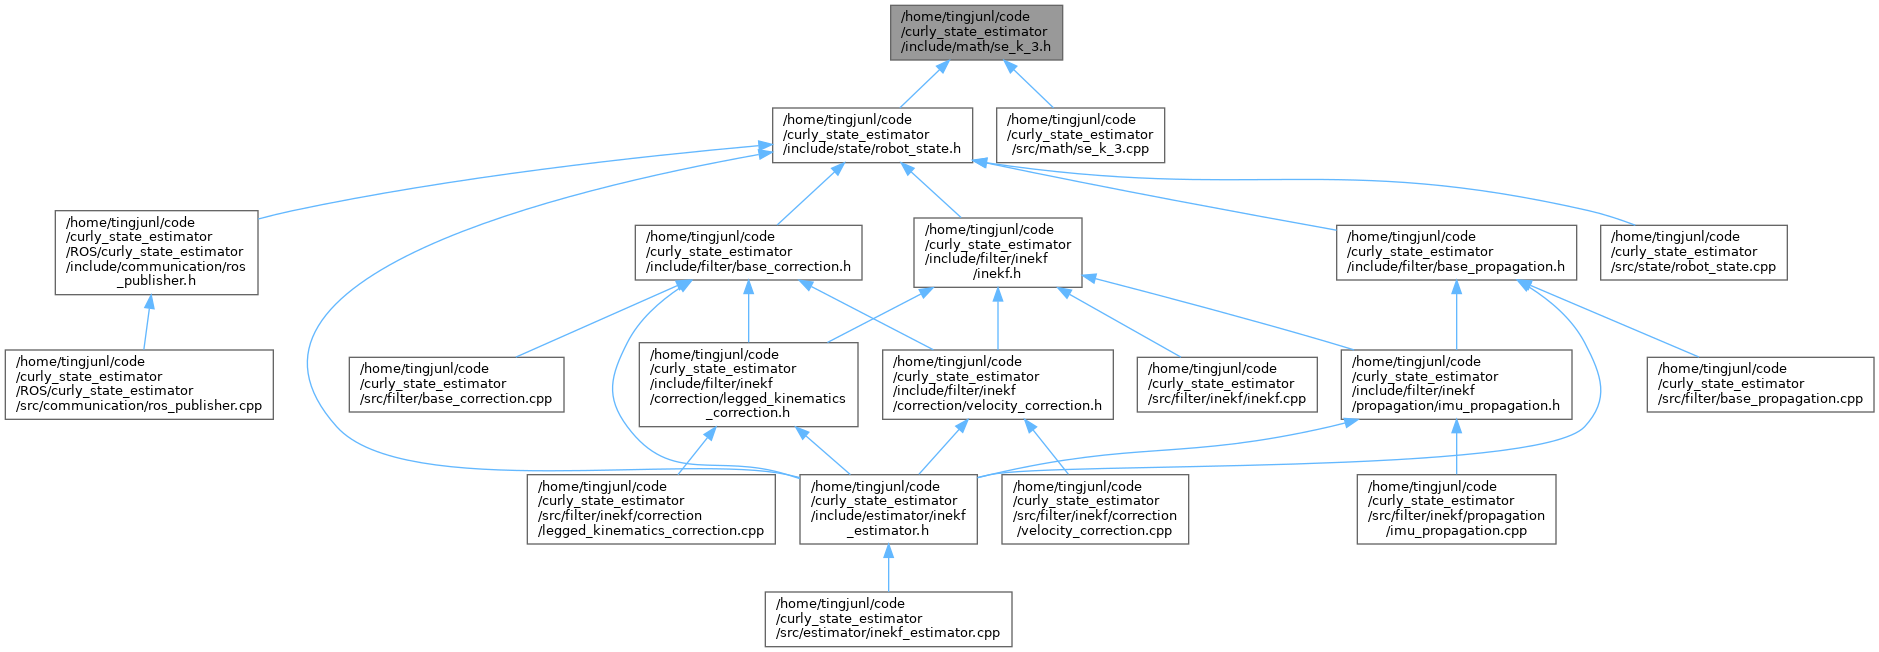 /home/tingjunl/code
/curly_state_estimator
/include/math/se_k_3.h
/home/tingjunl/code
/curly_state_estimator
/include/state/robot_state.h
/home/tingjunl/code
/curly_state_estimator
/src/math/se_k_3.cpp
/home/tingjunl/code
/curly_state_estimator
/ROS/curly_state_estimator
/include/communication/ros
_publisher.h
/home/tingjunl/code
/curly_state_estimator
/include/filter/base_correction.h
/home/tingjunl/code
/curly_state_estimator
/include/filter/inekf
/inekf.h
/home/tingjunl/code
/curly_state_estimator
/include/filter/base_propagation.h
/home/tingjunl/code
/curly_state_estimator
/src/state/robot_state.cpp
/home/tingjunl/code
/curly_state_estimator
/ROS/curly_state_estimator
/src/communication/ros_publisher.cpp
/home/tingjunl/code
/curly_state_estimator
/src/filter/base_correction.cpp
/home/tingjunl/code
/curly_state_estimator
/include/filter/inekf
/correction/legged_kinematics
_correction.h
/home/tingjunl/code
/curly_state_estimator
/include/filter/inekf
/correction/velocity_correction.h
/home/tingjunl/code
/curly_state_estimator
/src/filter/inekf/inekf.cpp
/home/tingjunl/code
/curly_state_estimator
/include/filter/inekf
/propagation/imu_propagation.h
/home/tingjunl/code
/curly_state_estimator
/src/filter/base_propagation.cpp
/home/tingjunl/code
/curly_state_estimator
/src/filter/inekf/correction
/legged_kinematics_correction.cpp
/home/tingjunl/code
/curly_state_estimator
/include/estimator/inekf
_estimator.h
/home/tingjunl/code
/curly_state_estimator
/src/filter/inekf/correction
/velocity_correction.cpp
/home/tingjunl/code
/curly_state_estimator
/src/filter/inekf/propagation
/imu_propagation.cpp
/home/tingjunl/code
/curly_state_estimator
/src/estimator/inekf_estimator.cpp